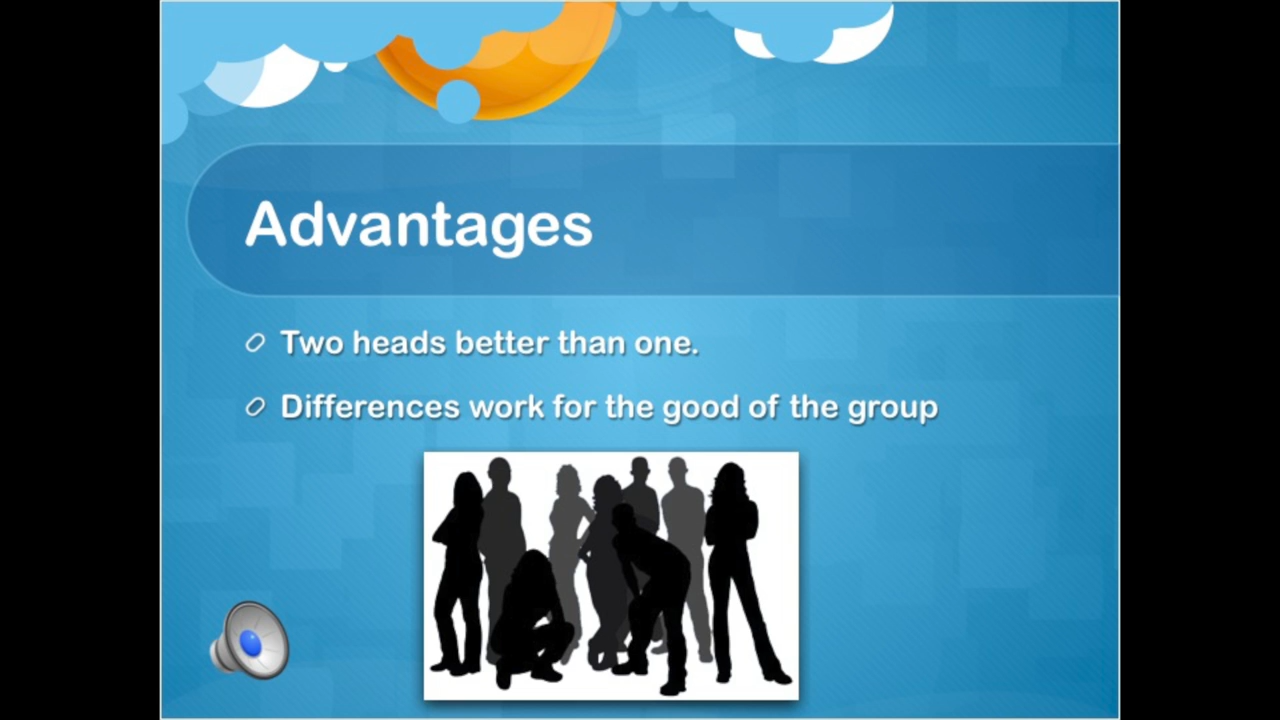 Advantages
Two heads better than one.
Differences work for the good of the group